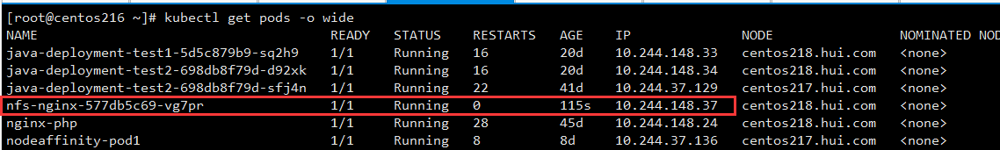 [root@centos216 ~]# kubectl get pods -o wide
NAME READY STATUS RESTARTS AGE IP NODE NOMINATED NOD
java-deployment-test1-5d5c879b9-sq2h9 1/1 Running 16 20d 10.244.148.33 centos218.hui.com <none>
java-deployment-test2-698db8f79d-d92xk 1/1 Running 16 20d 10.244.148.34 centos218.hui.com <none>
java-deployment-test2-698db8f79d-sfj4n 1/1 Running 22 41d 10.244.37.129 centos217.hui.com <none>
nfs-nginx-577db5c69-vg7pr 1/1 Running 0 115s 10.244.148.37 centos218.hui.com <none>
nginx-php 1/1 Running 28 45d 10.244.148.24 centos218.hui.com <none>
nodeaffinity-pod1 1/1 Running 8 8d 10.244.37.136 centos217.hui.com <none>